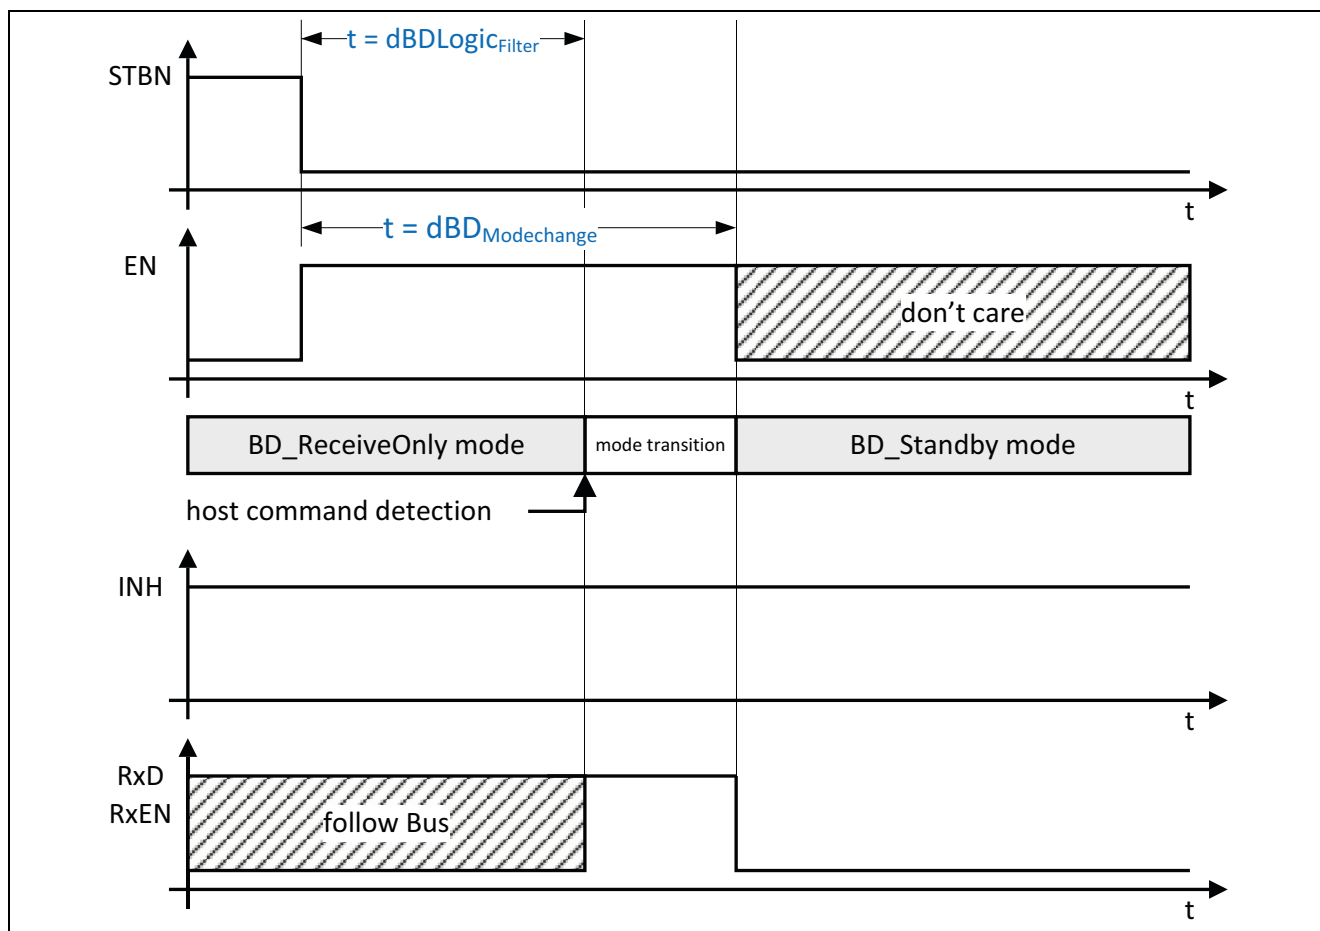 t = dBDLogicFilter
STBN
t
t = dBDModechange
EN
don't care
t
BD_ReceiveOnly mode
mode transition
BD_Standby mode
host command detection
INH
t
RxD
RxEN
follow Bus
t